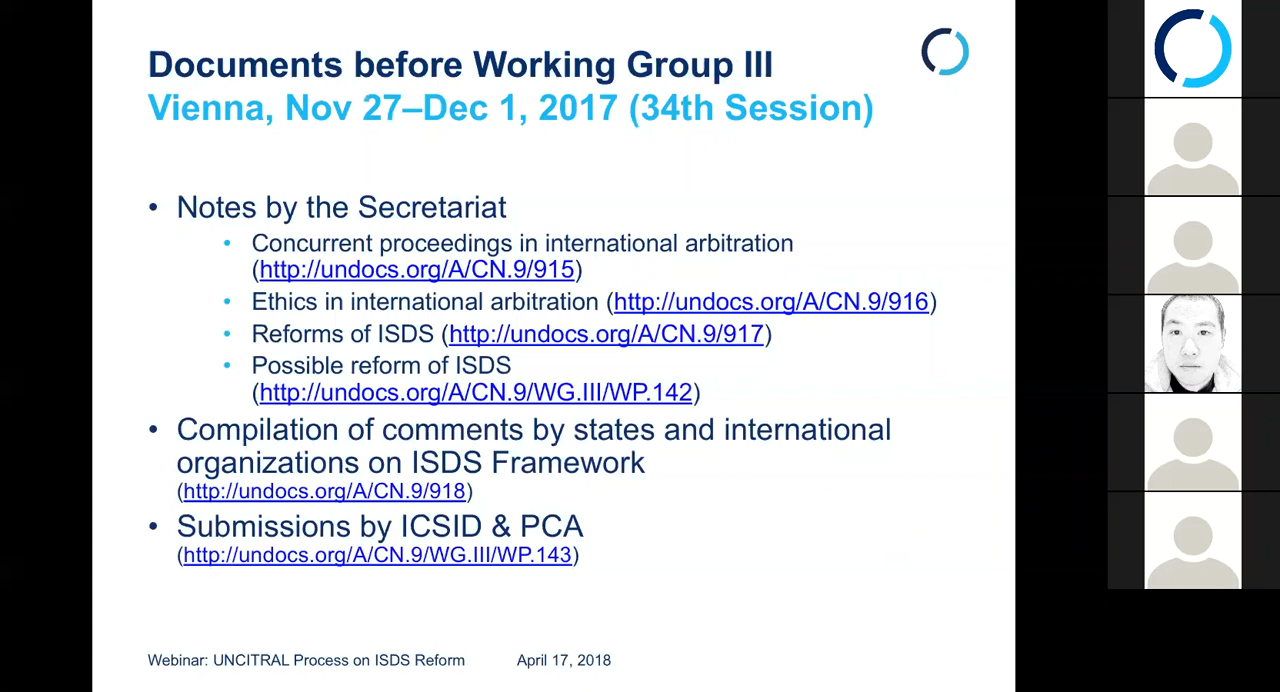 Documents before Working Group III
Vienna, Nov 27–Dec 1, 2017 (34th Session)
• Notes by the Secretariat
• Concurrent proceedings in international arbitration
(http://undocs.org/A/CN.9/915)
• Ethics in international arbitration (http://undocs.org/A/CN.9/916)
• Reforms of ISDS (http://undocs.org/A/CN.9/917)
• Possible reform of ISDS
(http://undocs.org/A/CN.9/WG.III/WP.142)
• Compilation of comments by states and international
organizations on ISDS Framework
(http://undocs.org/A/CN.9/918)
• Submissions by ICSID & PCA
(http://undocs.org/A/CN.9/WG.III/WP.143)
Webinar: UNCITRAL Process on ISDS Reform April 17, 2018